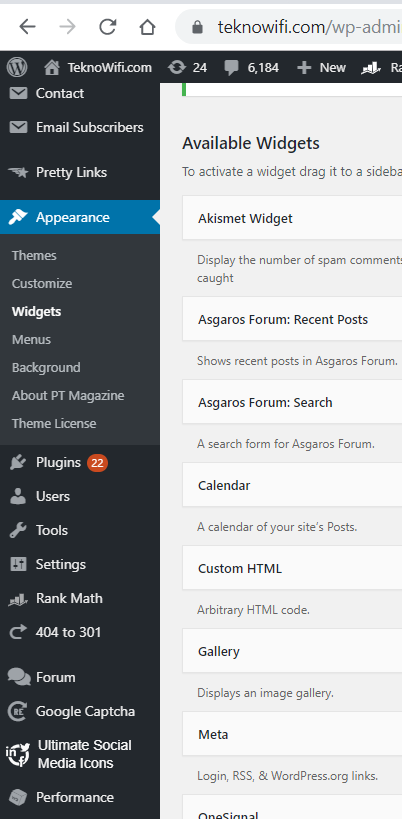 teknowifi.com/wp-admi
TeknoWifi.com 24 6,184 New Ra
Contact
Email Subscribers
Pretty Links
Appearance
Themes
Customize
Widgets
Menus
Background
About PT Magazine
Theme License
Plugins 22
Users
Tools
Settings
Rank Math
404 to 301
Forum
Google Captcha
Ultimate Social
Media Icons
Performance
Available Widgets
To activate a widget drag it to a sideba
Akismet Widget
Display the number of spam comments
caught
Asgaros Forum: Recent Posts
Shows recent posts in Asgaros Forum.
Asgaros Forum: Search
A search form for Asgaros Forum.
Calendar
A calendar of your site’s Posts.
Custom HTML
Arbitrary HTML code.
Gallery
Displays an image gallery.
Meta
Login, RSS, & WordPress.org links.
OneSignal